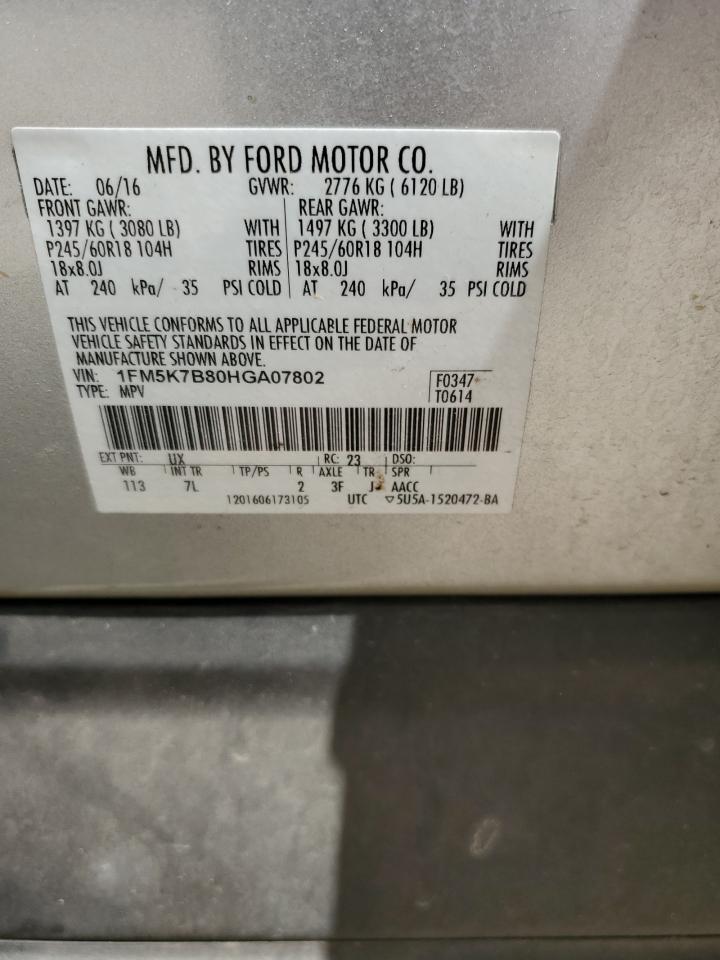 MFD. BY FORD MOTOR CO.
DATE: 06/16 GVWR: 2776 KG ( 6120 LB)
FRONT GAWR: REAR GAWR:
1397 KG ( 3080 LB) WITH 1497 KG ( 3300 LB) WITH
P245/60R18 104H TIRES P245/60R18 104H TIRES
18x8.0J RIMS 18x8.0J RIMS
AT 240 kPa/ 35 PSI COLD AT 240 kPa/ 35 PSI COLD
THIS VEHICLE CONFORMS TO ALL APPLICABLE FEDERAL MOTOR
VEHICLE SAFETY STANDARDS IN EFFECT ON THE DATE OF
MANUFACTURE SHOWN ABOVE.
VIN: 1FM5K7B80HGA07802 F0347
TYPE: MPV T0614
EXT PNT: UX RC: 23 DSO:
WB INT TR TP/PS R AXLE TR SPR
113 7L 2 3F J AACC
1201606173105 UTC ▽5U5A-1520472-BA